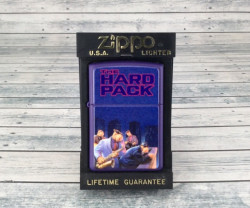 Zippo
U.S.A. LIGHTER
HARD
PACK
LIFETIME GUARANTEE